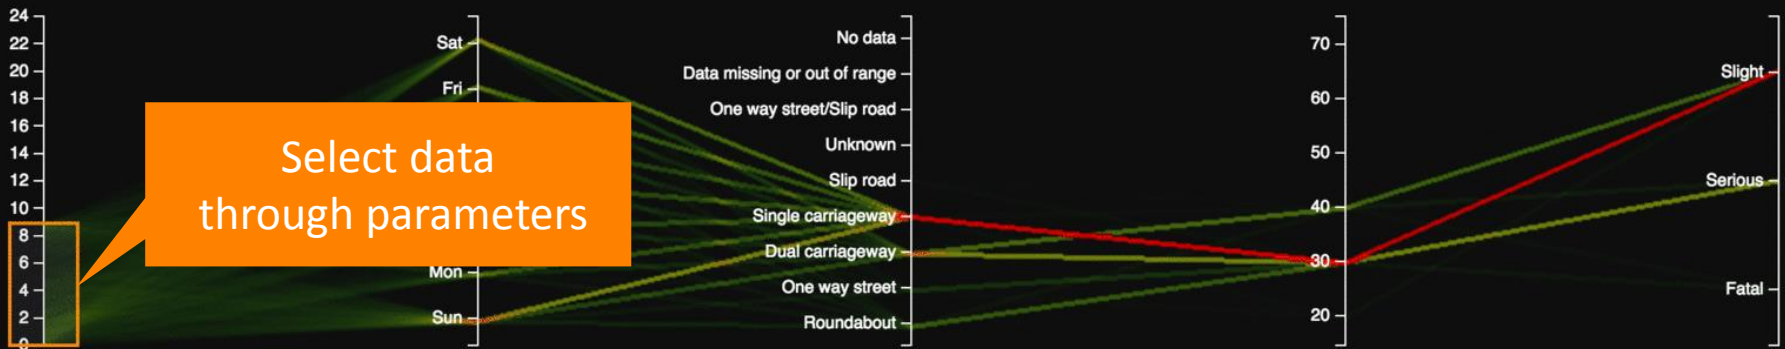 24
22
20
18
16
14
12
10
8
6
4
2
0
Sat
Fri
Mon
Sun
Select data
through parameters
No data
Data missing or out of range
One way street/Slip road
Unknown
Slip road
Single carriageway
Dual carriageway
One way street
Roundabout
70
60
50
40
30
20
Slight
Serious
Fatal